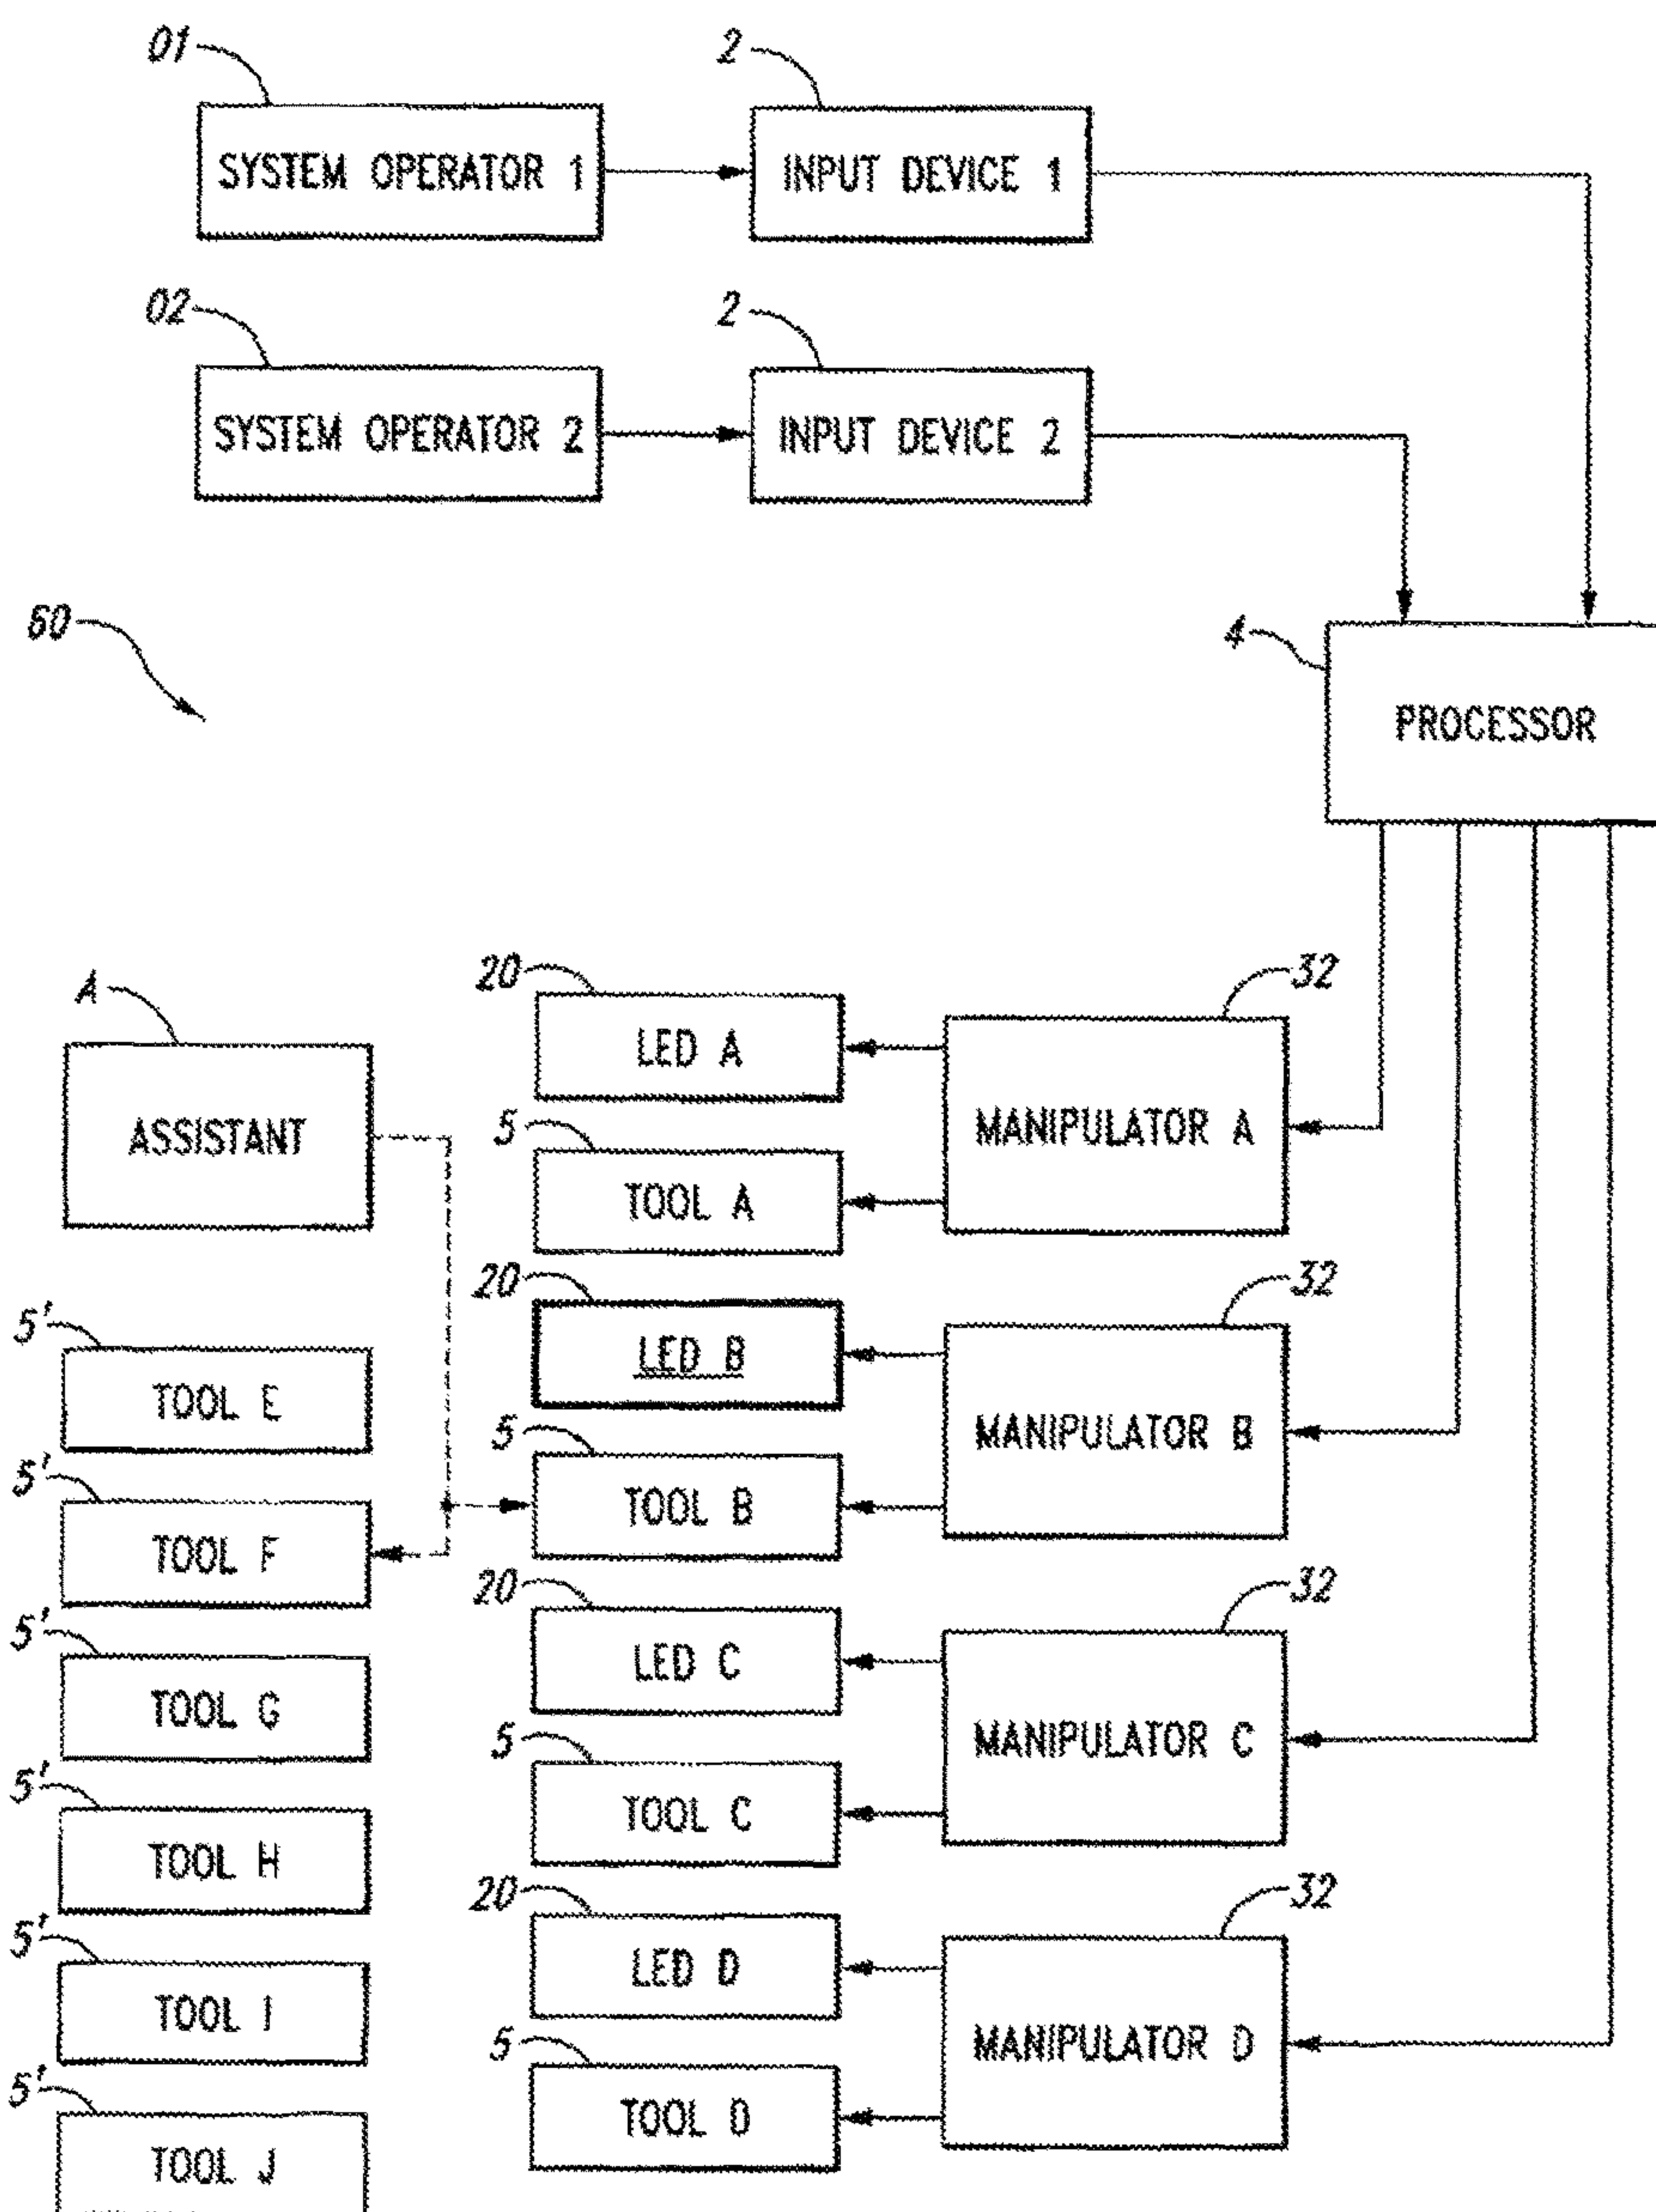 01
2
SYSTEM OPERATOR 1
INPUT DEVICE 1
02
2
SYSTEM OPERATOR 2
INPUT DEVICE 2
60
4
PROCESSOR
A
ASSISTANT
20
LED A
32
MANIPULATOR A
5
TOOL A
20
LED B
32
MANIPULATOR B
5
TOOL B
20
LED C
32
MANIPULATOR C
5
TOOL C
20
LED D
32
MANIPULATOR D
5
TOOL D
5'
TOOL E
5'
TOOL F
5'
TOOL G
5'
TOOL H
5'
TOOL I
5'
TOOL J